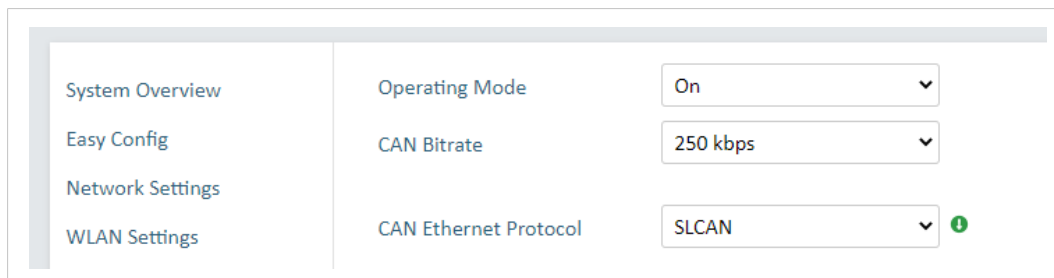 System Overview
Easy Config
Network Settings
WLAN Settings
Operating Mode
On
CAN Bitrate
250 kbps
CAN Ethernet Protocol
SLCAN